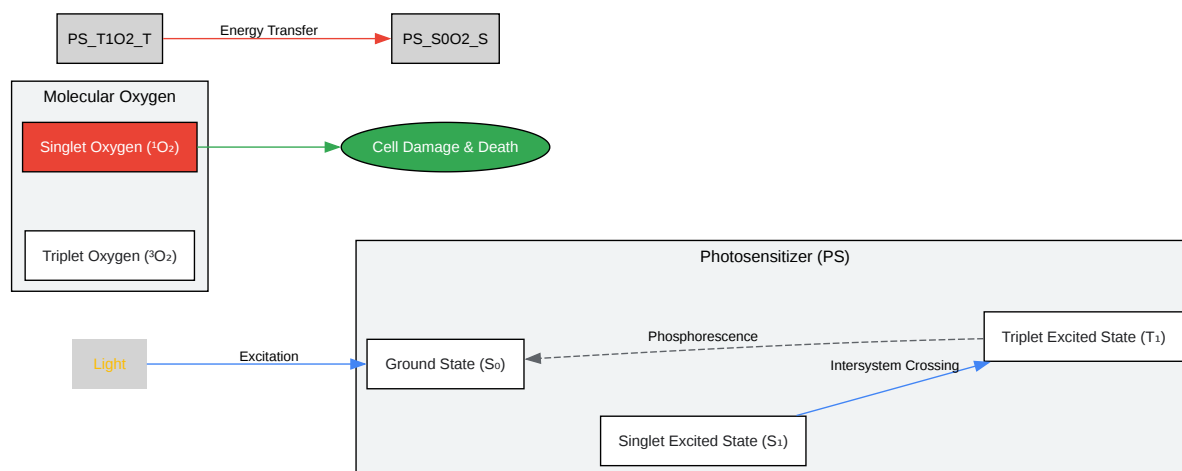 PS_T1O2_T
Energy Transfer
PS_S0O2_S
Molecular Oxygen
Singlet Oxygen (¹O₂)
Cell Damage & Death
Triplet Oxygen (³O₂)
Photosensitizer (PS)
Light
Excitation
Ground State (S₀)
Phosphorescence
Triplet Excited State (T₁)
Intersystem Crossing
Singlet Excited State (S₁)